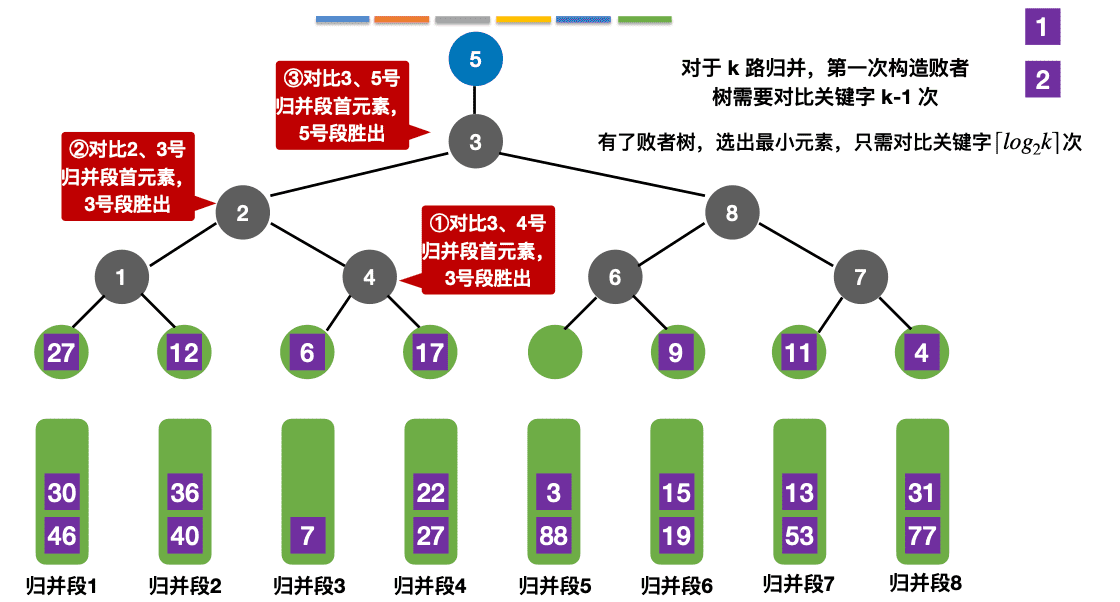 1
5
③对比3、5号
归并段首元素，
5号段胜出
对于 k 路归并，第一次构造败者
树需要对比关键字 k-1 次
2
有了败者树，选出最小元素，只需对比关键字⌈log₂k⌉次
3
②对比2、3号
归并段首元素，
3号段胜出
2
8
①对比3、4号
归并段首元素，
3号段胜出
1
4
6
7
27 12 6 17 9 11 4
30 36 22 3 15 13 31
46 40 7 27 88 19 53 77
归并段1 归并段2 归并段3 归并段4 归并段5 归并段6 归并段7 归并段8